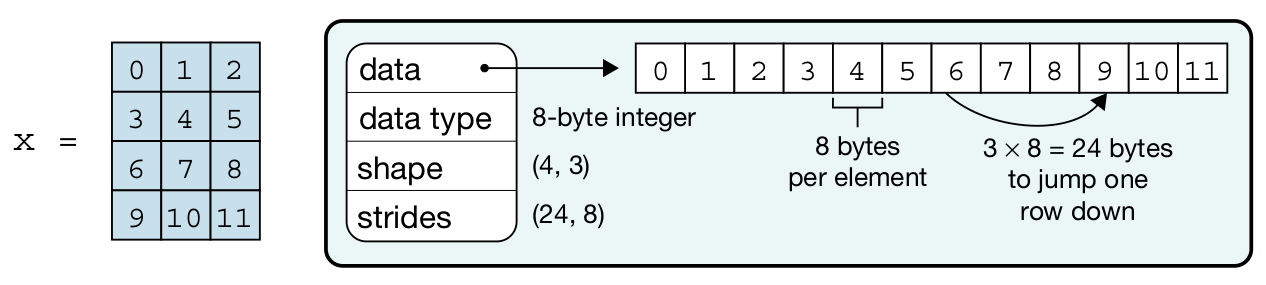 x =
0 1 2
3 4 5
6 7 8
9 10 11
data
0 1 2 3 4 5 6 7 8 9 10 11
data type 8-byte integer
shape (4, 3)
strides (24, 8)
8 bytes
per element
3 × 8 = 24 bytes
to jump one
row down